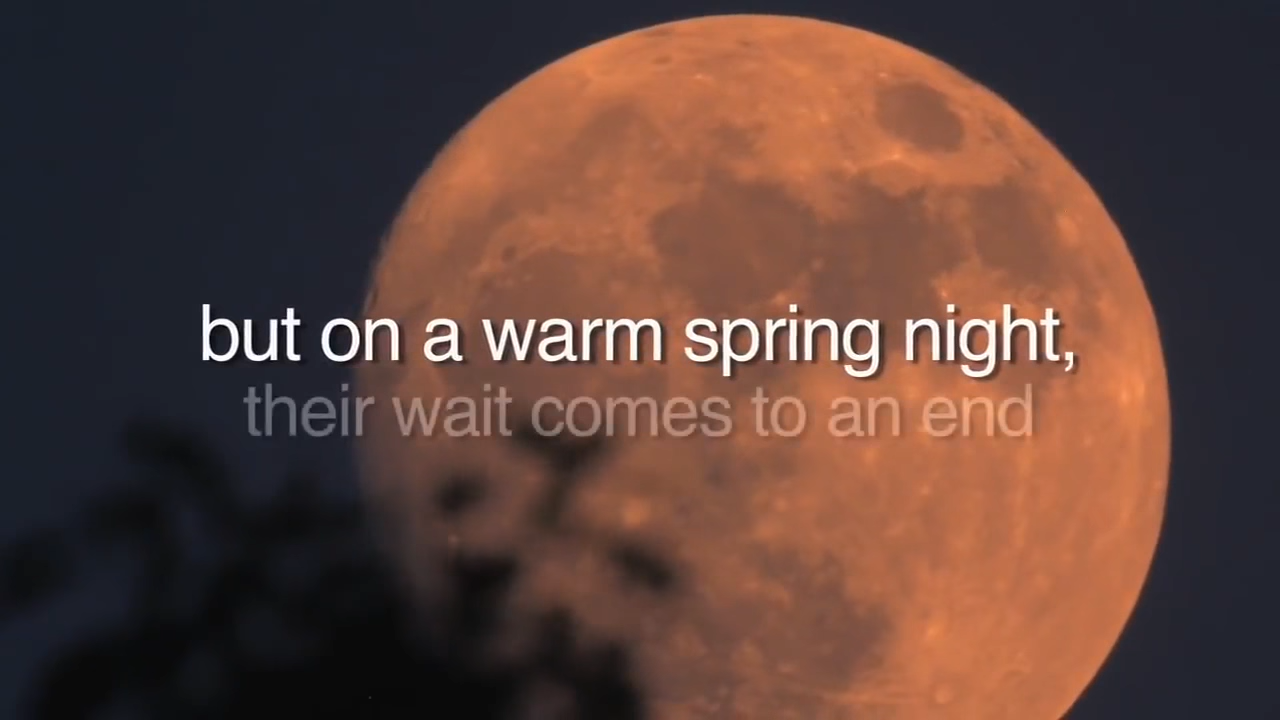 but on a warm spring night,
their wait comes to an end